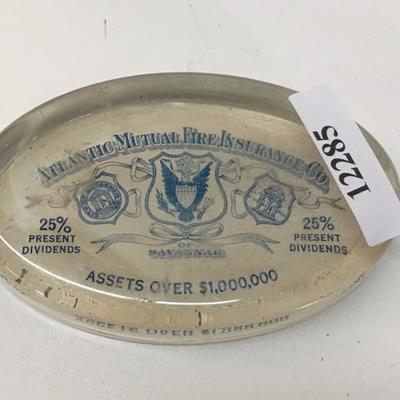 ATLANTIC MUTUAL FIRE INSURANCE CO.
25%
PRESENT
DIVIDENDS
OF
SAVANNAH
25%
PRESENT
DIVIDENDS
ASSETS OVER $1,000,000
12285